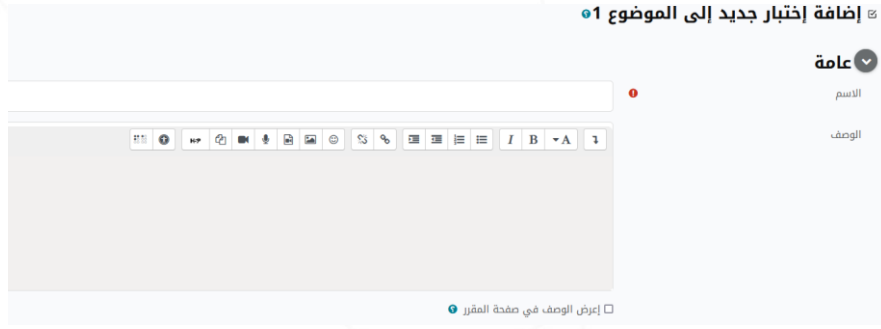 إضافة إختبار جديد إلى الموضوع 1
عامة
الاسم
الوصف
A B I
H-P
إعرض الوصف في صفحة المقرر